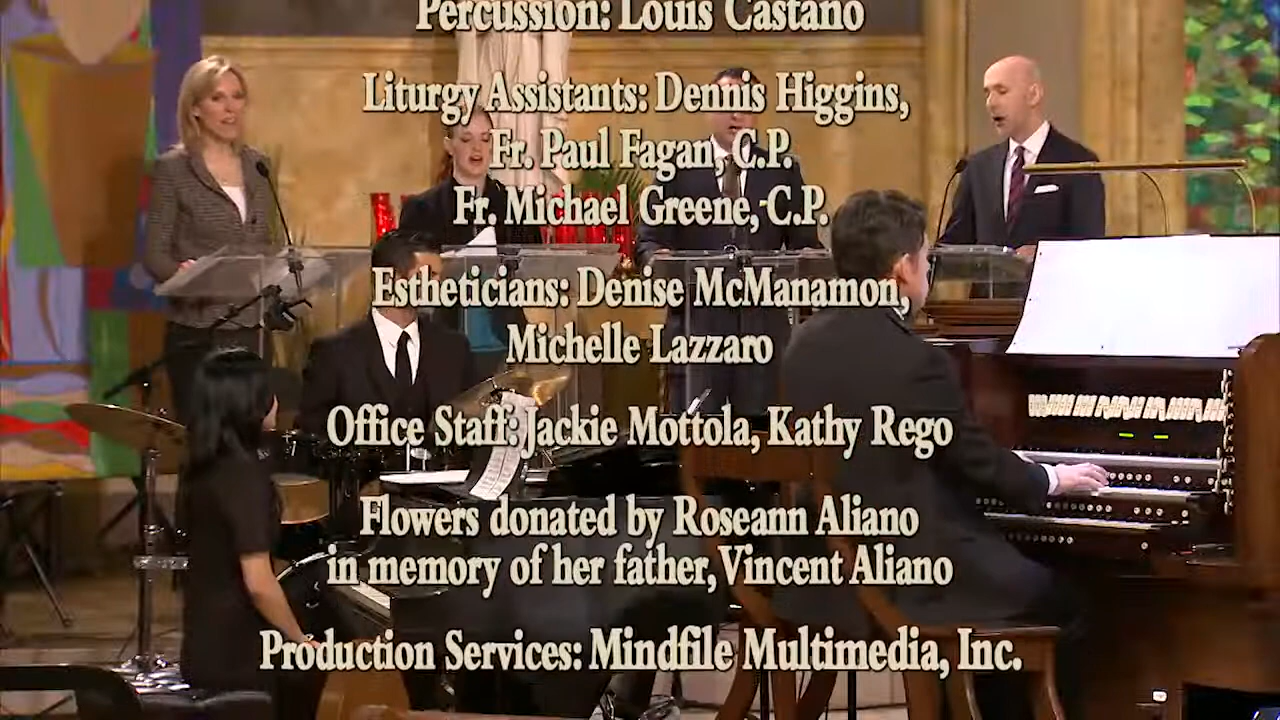 Percussion: Louis Castano
Liturgy Assistants: Dennis Higgins,
Fr. Paul Fagan, C.P.
Fr. Michael Greene, C.P.
Estheticians: Denise McManamon,
Michelle Lazzaro
Office Staff: Jackie Mottola, Kathy Rego
Flowers donated by Roseann Aliano
in memory of her father, Vincent Aliano
Production Services: Mindfile Multimedia, Inc.